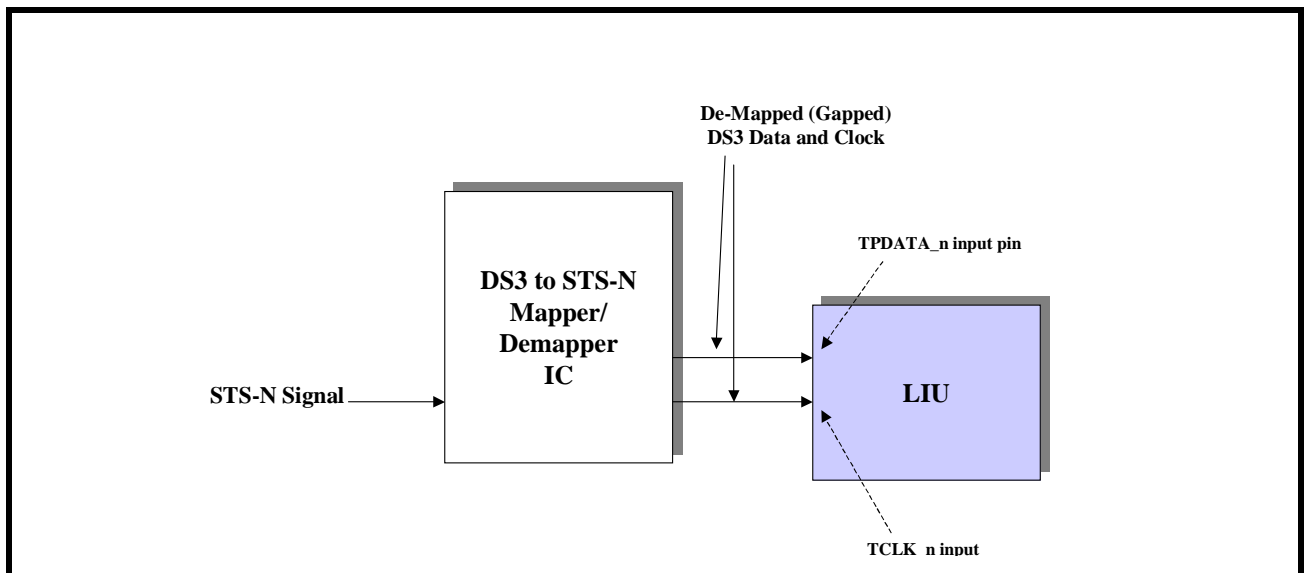 De-Mapped (Gapped)
DS3 Data and Clock
TPDATA_n input pin
DS3 to STS-N
Mapper/
Demapper
IC
STS-N Signal
LIU
TCLK_n input